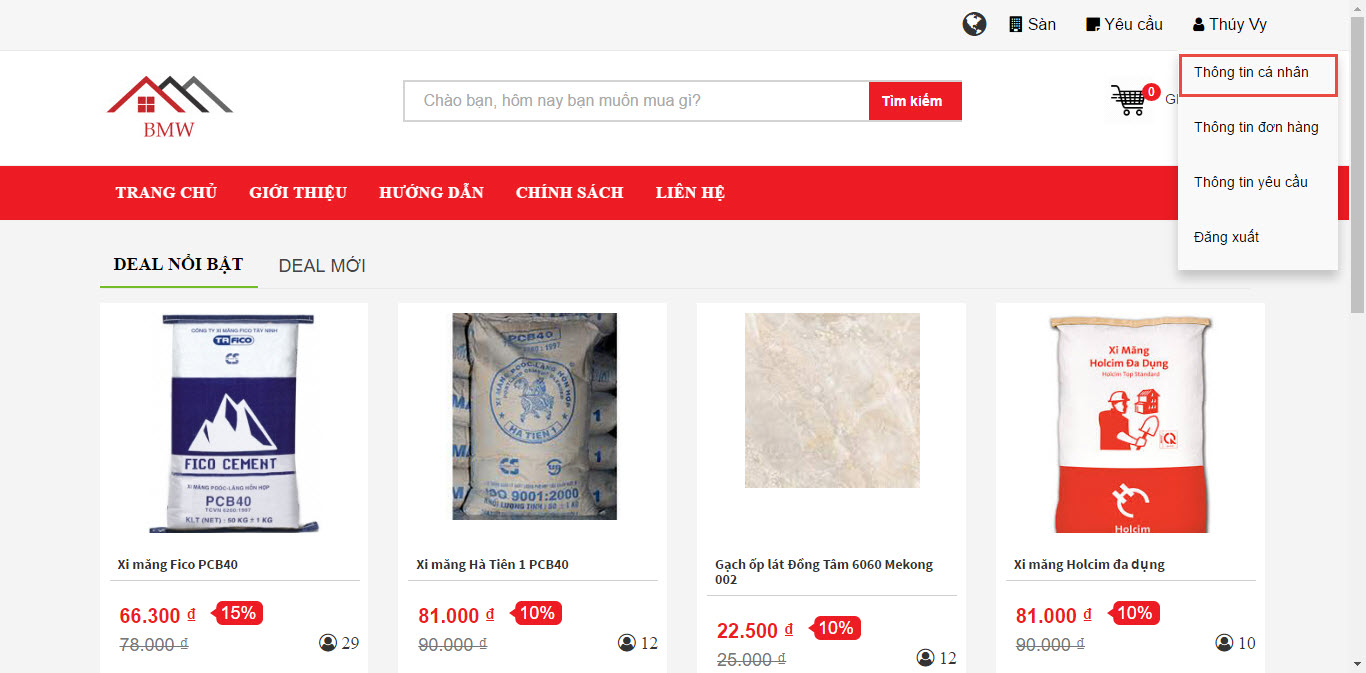 Sàn Yêu cầu Thúy Vy
Thông tin cá nhân
Thông tin đơn hàng
Thông tin yêu cầu
Đăng xuất
BMW
Chào bạn, hôm nay bạn muốn mua gì? Tìm kiếm
0
TRANG CHỦ GIỚI THIỆU HƯỚNG DẪN CHÍNH SÁCH LIÊN HỆ
DEAL NỔI BẬT DEAL MỚI
CÔNG TY XI MĂNG FICO TÂY NINH
TAFICO
FICO CEMENT
XI MĂNG POOC-LĂNG HỖN HỢP
PCB40
TCVN 6260:1997
KLT (NET) : 50 KG ± 1 KG
Xi măng Fico PCB40
66.300 đ 15%
78.000 đ 29
PCB40
XI MĂNG POOC-LĂNG HỖN HỢP
HÀ TIÊN 1
ISO 9001:2000
Xi măng Hà Tiên 1 PCB40
81.000 đ 10%
90.000 đ 12
Gạch ốp lát Đồng Tâm 6060 Mekong
002
22.500 đ 10%
25.000 đ 12
Xi Măng
Holcim Đa Dụng
Holcim Top Standard
Holcim
Xi măng Holcim đa dụng
81.000 đ 10%
90.000 đ 10